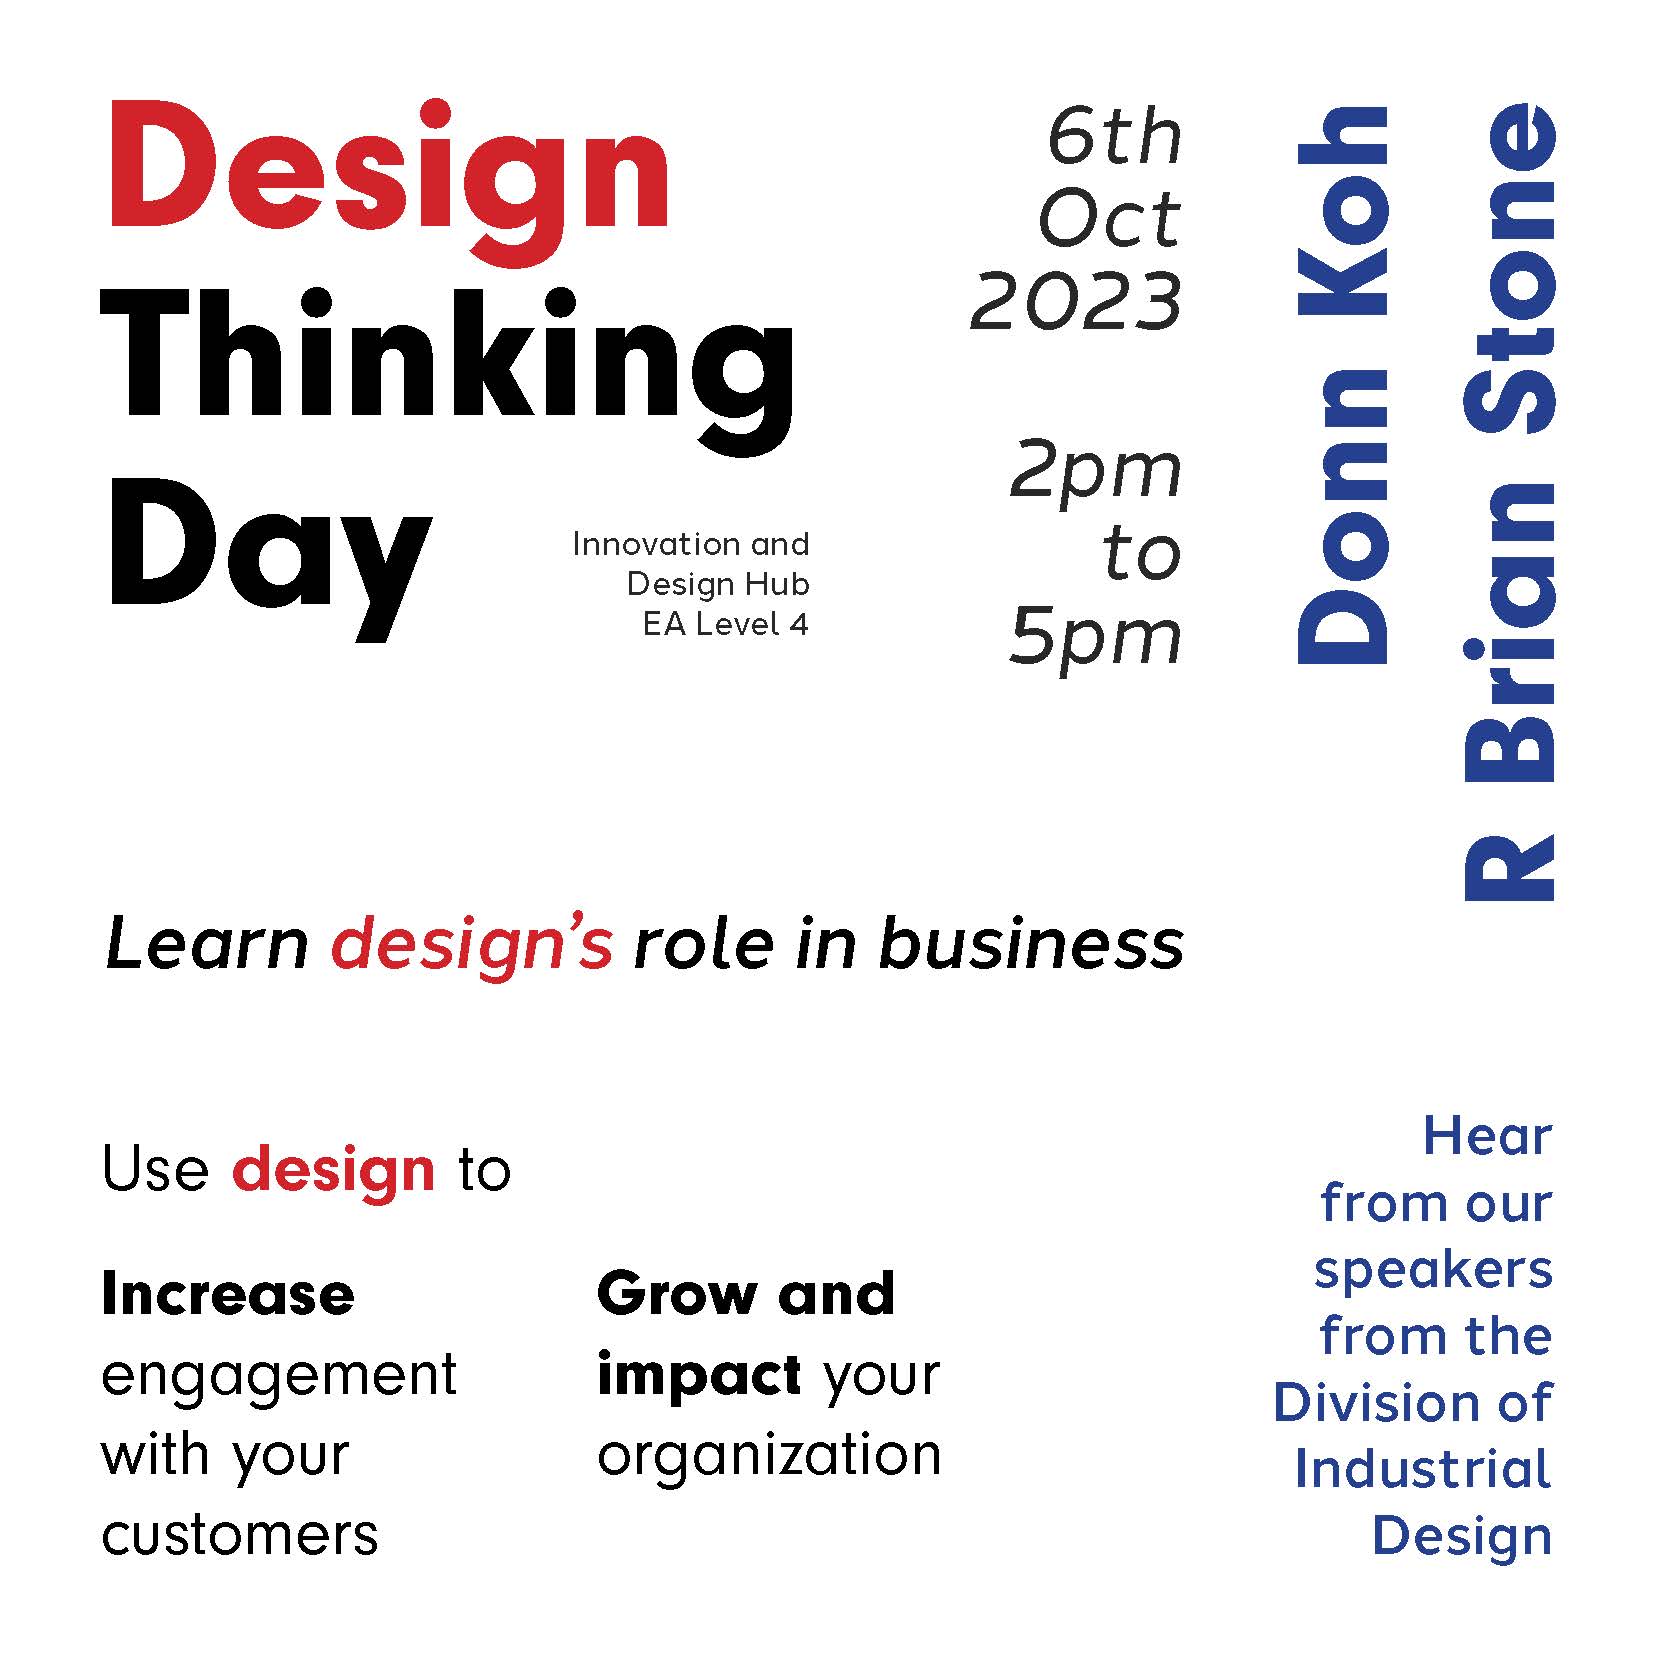 Design
Thinking
Day
Innovation and
Design Hub
EA Level 4
6th
Oct
2023
2pm
to
5pm
Donn Koh
R Brian Stone
Learn design’s role in business
Use design to
Increase
engagement
with your
customers
Grow and
impact your
organization
Hear
from our
speakers
from the
Division of
Industrial
Design